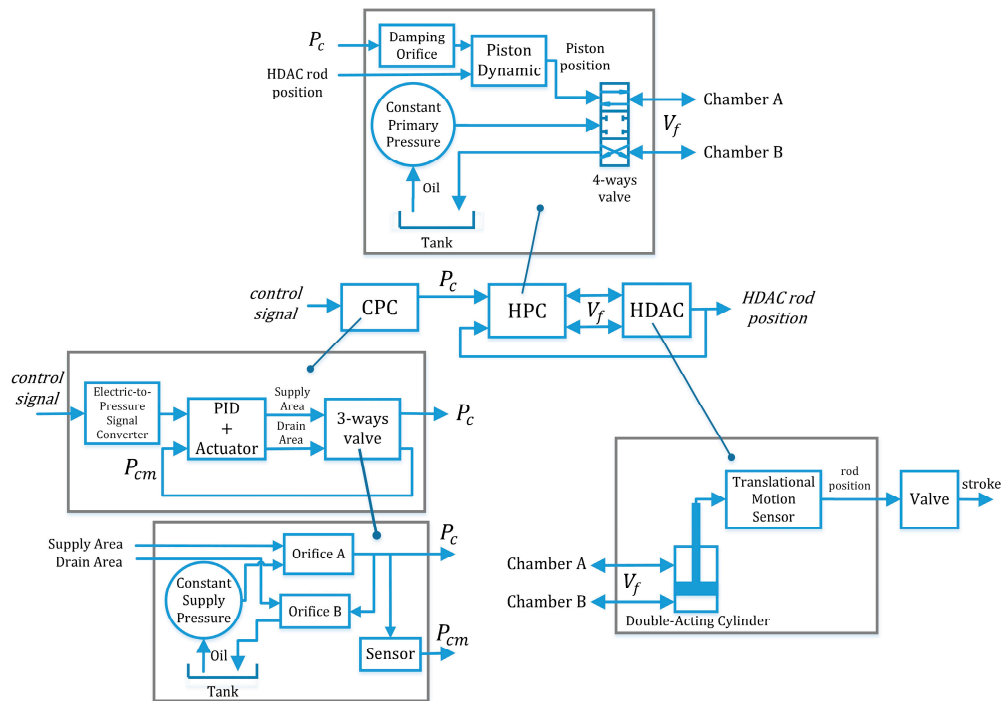 P_c
Damping
Orifice
HDAC rod
position
Piston
Dynamic
Piston
position
Constant
Primary
Pressure
Chamber A
V_f
Chamber B
4-ways
valve
Oil
Tank
control
signal
CPC
P_c
HPC
V_f
HDAC
HDAC rod
position
control
signal
Electric-to-
Pressure
Signal
Converter
PID
+
Actuator
Supply
Area
Drain
Area
3-ways
valve
P_c
P_cm
Supply Area
Drain Area
Orifice A
P_c
Constant
Supply
Pressure
Orifice B
Sensor
P_cm
Oil
Tank
Translational
Motion
Sensor
rod
position
Valve
stroke
Chamber A
V_f
Chamber B
Double-Acting Cylinder